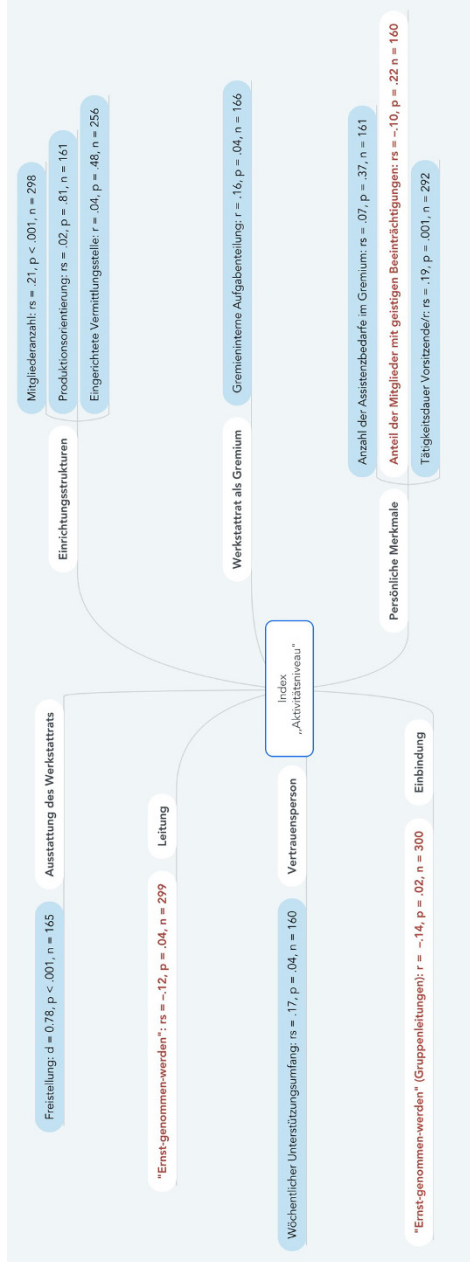 Ausstattung des Werkstattrats
Freistellung: d = 0.78, p < .001, n = 165
Leitung
"Ernst-genommen-werden": rs = –.12, p = .04, n = 299
Vertrauensperson
Wöchentlicher Unterstützungsumfang: rs = .17, p = .04, n = 160
Einbindung
"Ernst-genommen-werden" (Gruppenleitungen): r = –.14, p = .02, n = 300
Index
„Aktivitätsniveau"
Einrichtungsstrukturen
Mitgliederanzahl: rs = .21, p < .001, n = 298
Produktionsorientierung: rs = .02, p = .81, n = 161
Eingerichtete Vermittlungsstelle: r = .04, p = .48, n = 256
Werkstattrat als Gremium
Gremieninterne Aufgabenteilung: r = .16, p = .04, n = 166
Persönliche Merkmale
Anzahl der Assistenzbedarfe im Gremium: rs = .07, p = .37, n = 161
Anteil der Mitglieder mit geistigen Beeinträchtigungen: rs = –.10, p = .22 n = 160
Tätigkeitsdauer Vorsitzende/r: rs = .19, p = .001, n = 292